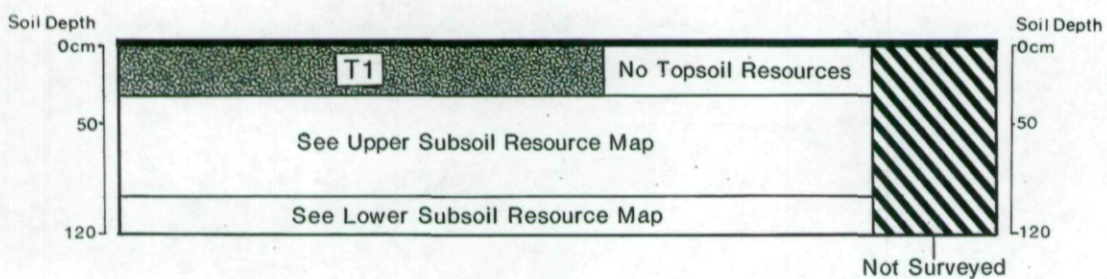 Soil Depth
Soil Depth
0cm
0cm
T1
No Topsoil Resources
50
50
See Upper Subsoil Resource Map
See Lower Subsoil Resource Map
120
120
Not Surveyed